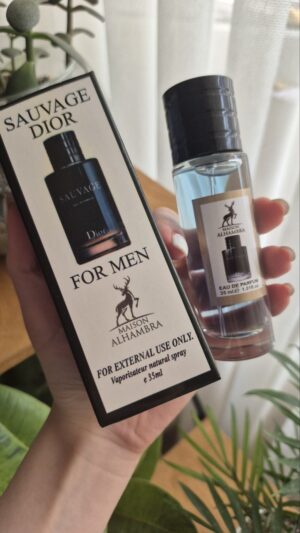 SAUVAGE
DIOR
SAUVAGE
Dior
FOR MEN
MAISON
ALHAMBRA
FOR EXTERNAL USE ONLY.
Vaporisateur natural spray
e 35ml
MAISON
ALHAMBRA
EAU DE PARFUM